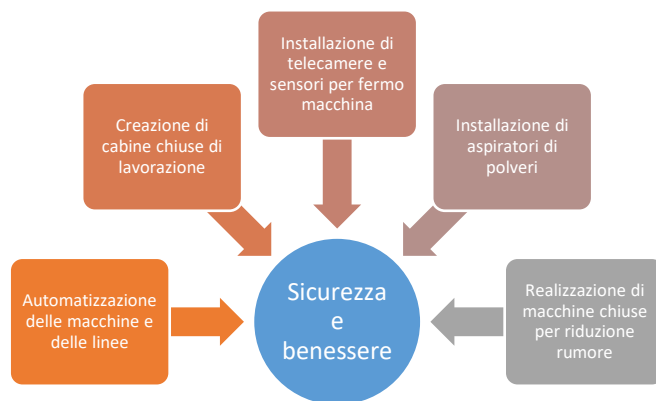 Installazione di
telecamere e
sensori per fermo
macchina
Creazione di
cabine chiuse di
lavorazione
Installazione di
aspiratori di
polveri
Automatizzazione
delle macchine e
delle linee
Sicurezza
e
benessere
Realizzazione di
macchine chiuse
per riduzione
rumore